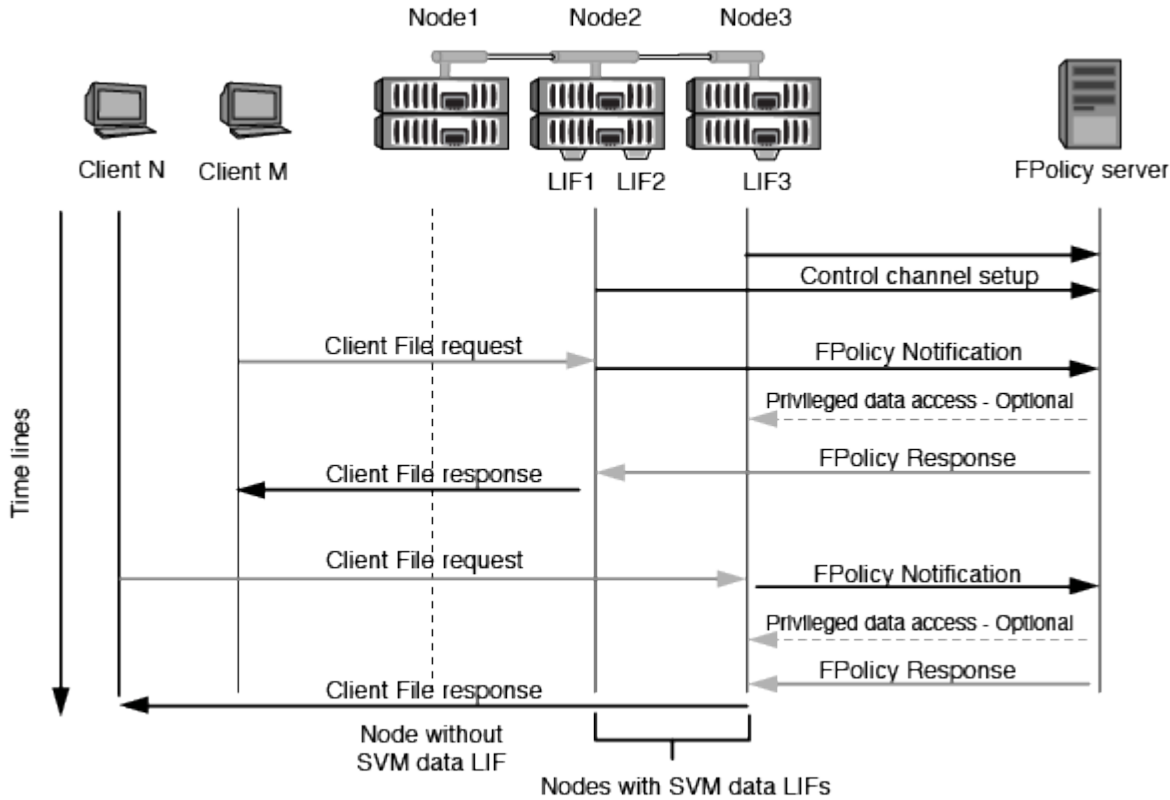 Node1
Node2
Node3
Client N
Client M
LIF1
LIF2
LIF3
FPolicy server
Control channel setup
Client File request
FPolicy Notification
Privileged data access - Optional
FPolicy Response
Client File response
Time lines
Client File request
FPolicy Notification
Privileged data access - Optional
FPolicy Response
Client File response
Node without
SVM data LIF
Nodes with SVM data LIFs